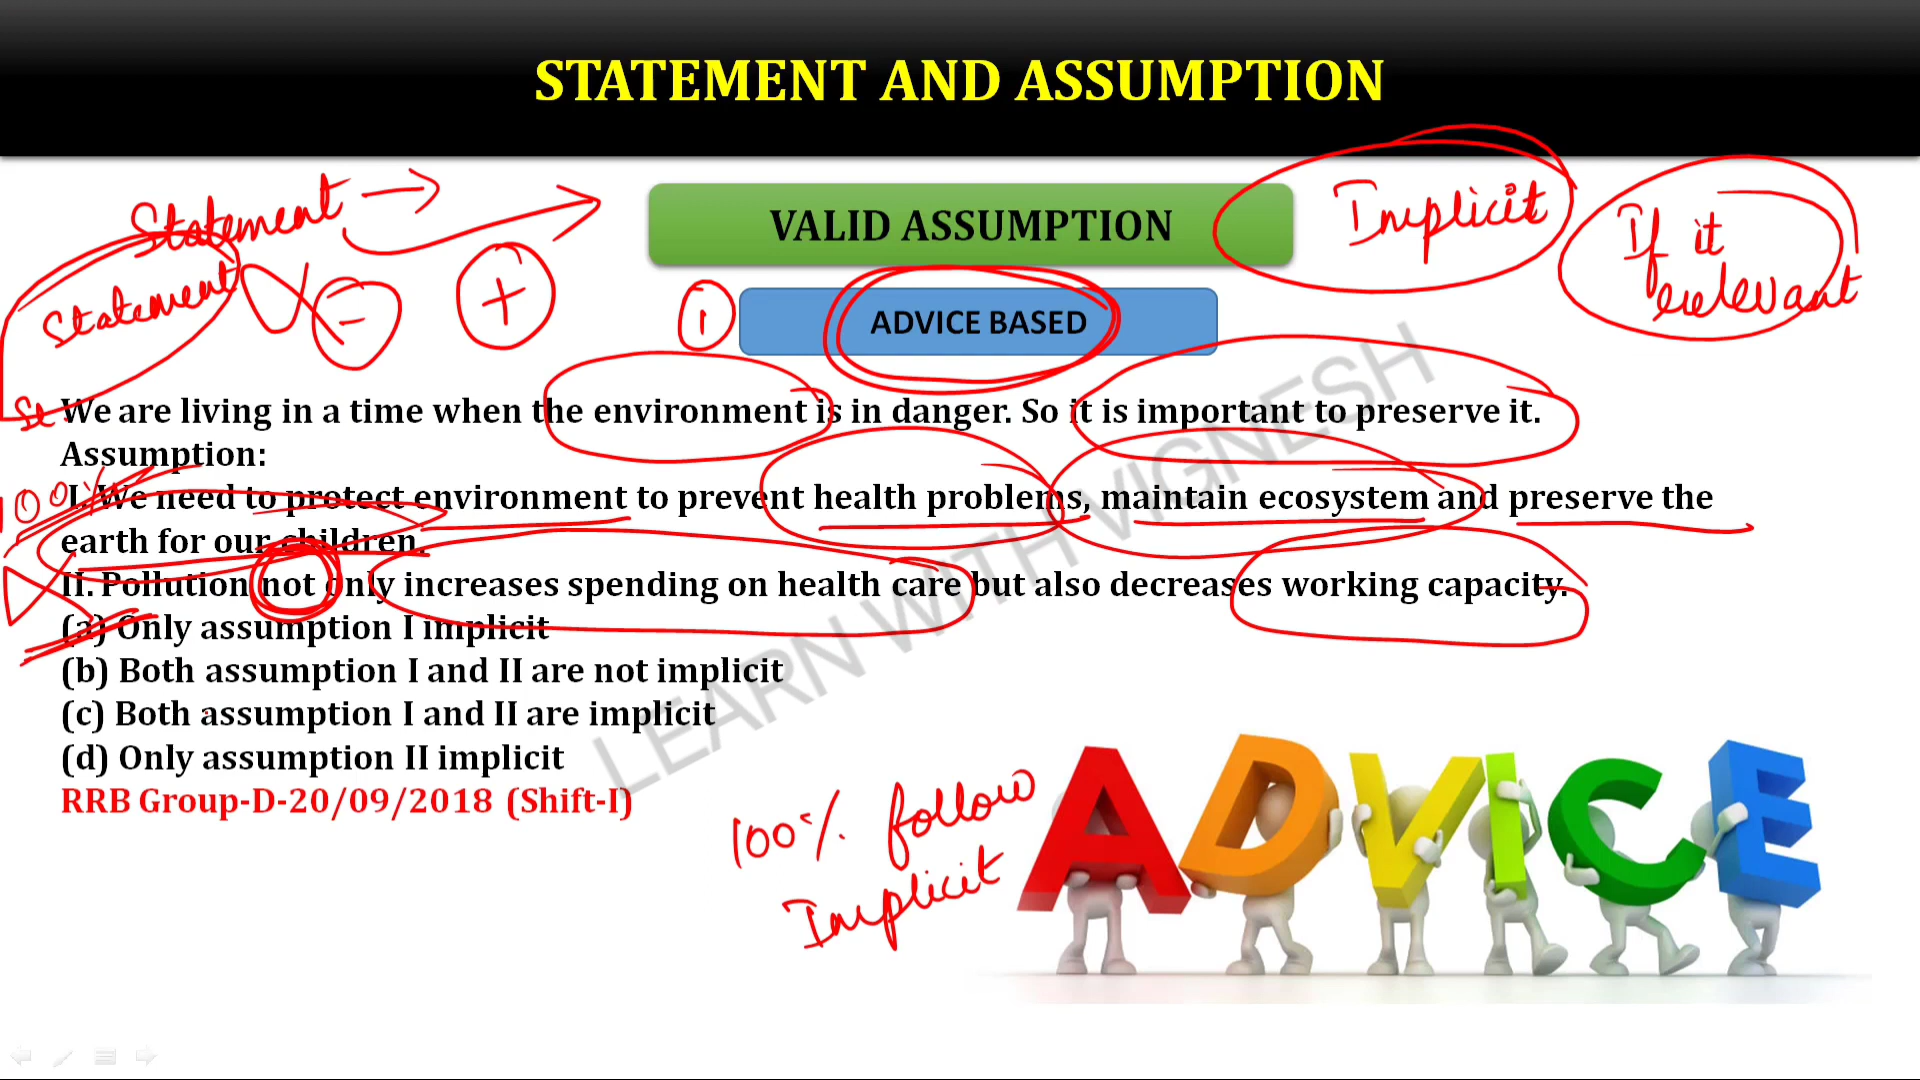 STATEMENT AND ASSUMPTION
Statement
VALID ASSUMPTION
Implicit
If it
relevant
Statement
- +
1
ADVICE BASED
St We are living in a time when the environment is in danger. So it is important to preserve it.
Assumption:
100%
I. We need to protect environment to prevent health problems, maintain ecosystem and preserve the
earth for our children.
II. Pollution not only increases spending on health care but also decreases working capacity.
(a) Only assumption I implicit
(b) Both assumption I and II are not implicit
(c) Both assumption I and II are implicit
(d) Only assumption II implicit
RRB Group-D-20/09/2018 (Shift-I)
100% follow
Implicit
ADVICE
LEARN WITH VIGNESH